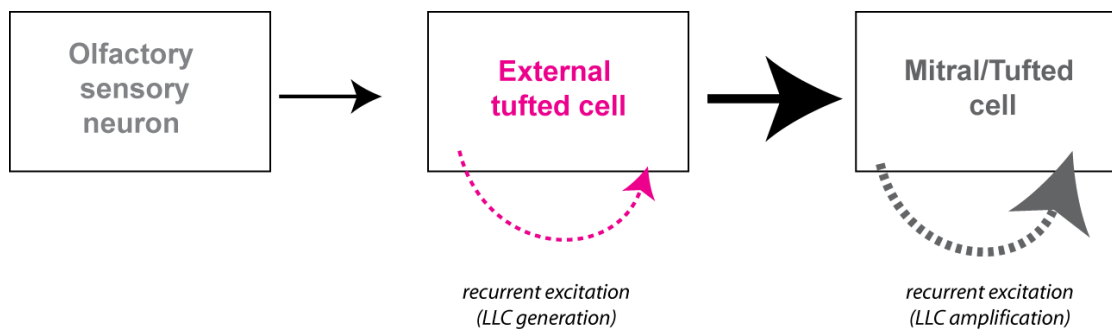 Olfactory
sensory
neuron
External
tufted cell
Mitral/Tufted
cell
recurrent excitation
(LLC generation)
recurrent excitation
(LLC amplification)